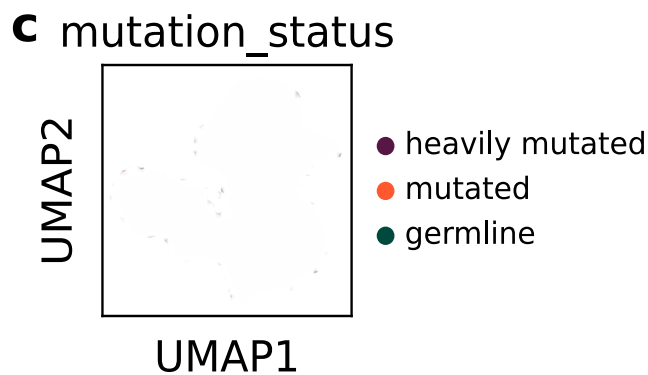 c mutation_status
UMAP2
heavily mutated
mutated
germline
UMAP1